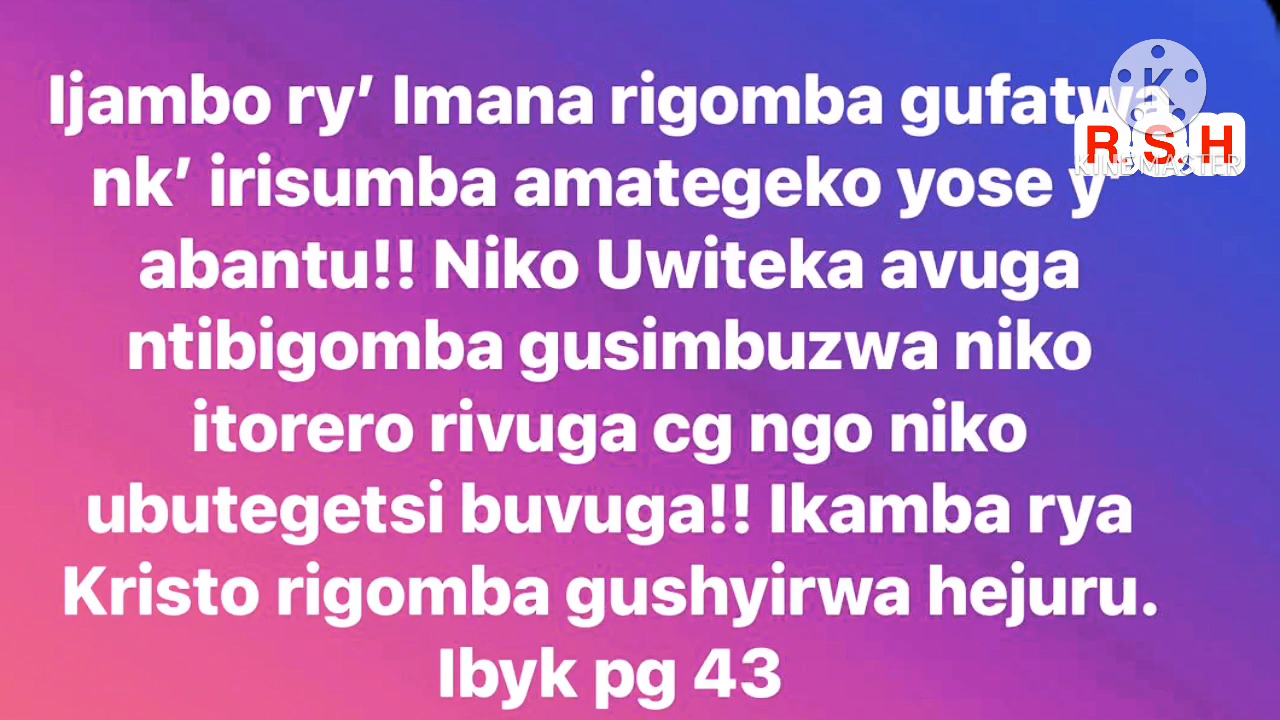 Ijambo ry’ Imana rigomba gufatwa
nk’ irisumba amategeko yose y’
abantu!! Niko Uwiteka avuga
ntibigomba gusimbuzwa niko
itorero rivuga cg ngo niko
ubutegetsi buvuga!! Ikamba rya
Kristo rigomba gushyirwa hejuru.
Ibyk pg 43
K
R.S.H
KINEMASTER